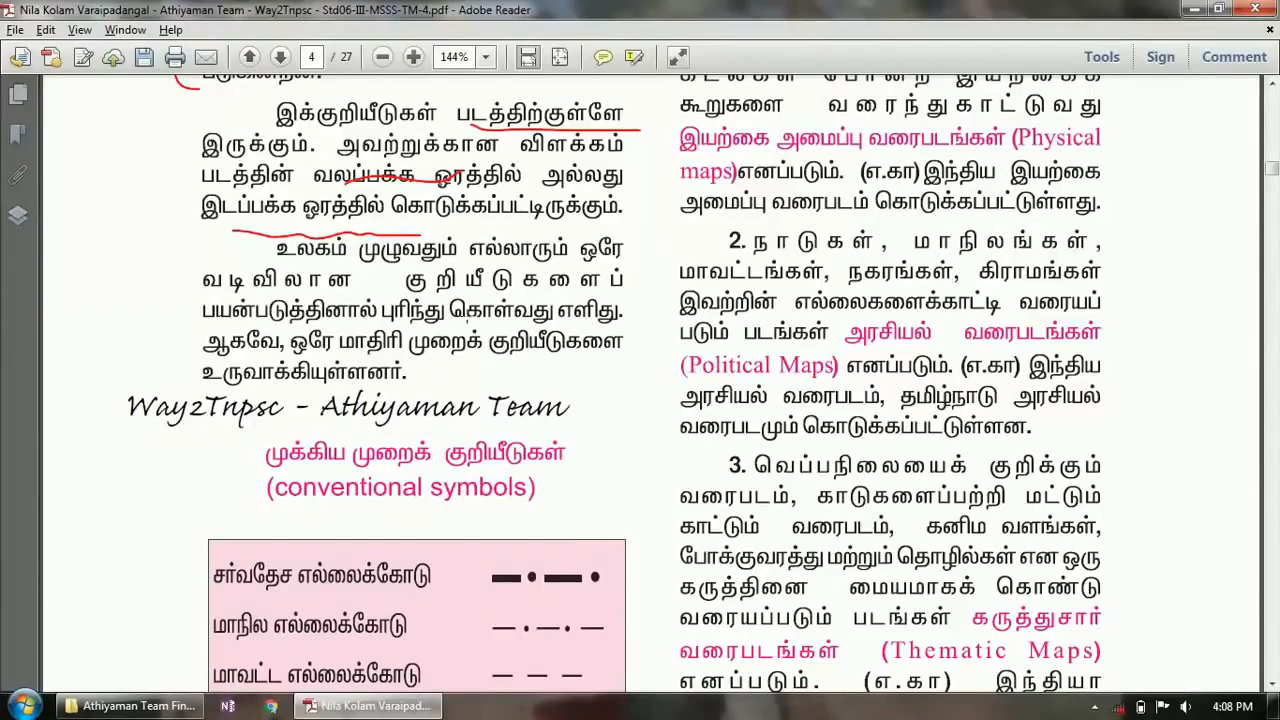 Nila Kolam Varaipadangal - Athiyaman Team - Way2Tnpsc - Std06-III-MSSS-TM-4.pdf - Adobe Reader
File Edit View Window Help
4 / 27 144% Tools Sign Comment
இக்குறியீடுகள் படத்திற்குள்ளே
இருக்கும். அவற்றுக்கான விளக்கம்
படத்தின் வலப்பக்க ஓரத்தில் அல்லது
இடப்பக்க ஓரத்தில் கொடுக்கப்பட்டிருக்கும்.
உலகம் முழுவதும் எல்லாரும் ஒரே
வடிவிலான குறியீடுகளைப்
பயன்படுத்தினால் புரிந்து கொள்வது எளிது.
ஆகவே, ஒரே மாதிரி முறைக் குறியீடுகளை
உருவாக்கியுள்ளனர்.
Way2Tnpsc - Athiyaman Team
முக்கிய முறைக் குறியீடுகள்
(conventional symbols)
சர்வதேச எல்லைக்கோடு
மாநில எல்லைக்கோடு
மாவட்ட எல்லைக்கோடு
கூறுகளை வரைந்துகாட்டுவது
இயற்கை அமைப்பு வரைபடங்கள் (Physical
maps)எனப்படும். (எ.கா) இந்திய இயற்கை
அமைப்பு வரைபடம் கொடுக்கப்பட்டுள்ளது.
2. நாடுகள், மாநிலங்கள்,
மாவட்டங்கள், நகரங்கள், கிராமங்கள்
இவற்றின் எல்லைகளைக்காட்டி வரையப்
படும் படங்கள் அரசியல் வரைபடங்கள்
(Political Maps) எனப்படும். (எ.கா) இந்திய
அரசியல் வரைபடம், தமிழ்நாடு அரசியல்
வரைபடமும் கொடுக்கப்பட்டுள்ளன.
3. வெப்பநிலையைக் குறிக்கும்
வரைபடம், காடுகளைப்பற்றி மட்டும்
காட்டும் வரைபடம், கனிம வளங்கள்,
போக்குவரத்து மற்றும் தொழில்கள் என ஒரு
கருத்தினை மையமாகக் கொண்டு
வரையப்படும் படங்கள் கருத்துசார்
வரைபடங்கள் (Thematic Maps)
எனப்படும். (எ.கா) இந்தியா
Athiyaman Team Fin... Nila Kolam Varaipad... 4:08 PM